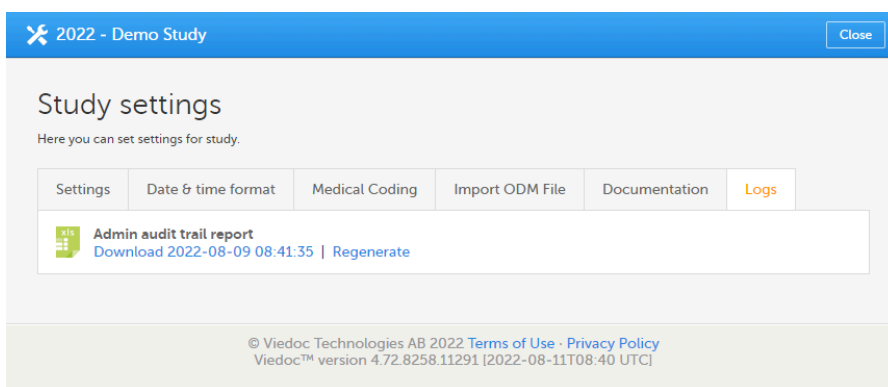 2022 - Demo Study
Close
Study settings
Here you can set settings for study.
Settings
Date & time format
Medical Coding
Import ODM File
Documentation
Logs
xls
Admin audit trail report
Download 2022-08-09 08:41:35 | Regenerate
© Viedoc Technologies AB 2022 Terms of Use · Privacy Policy
Viedoc™ version 4.72.8258.11291 [2022-08-11T08:40 UTC]